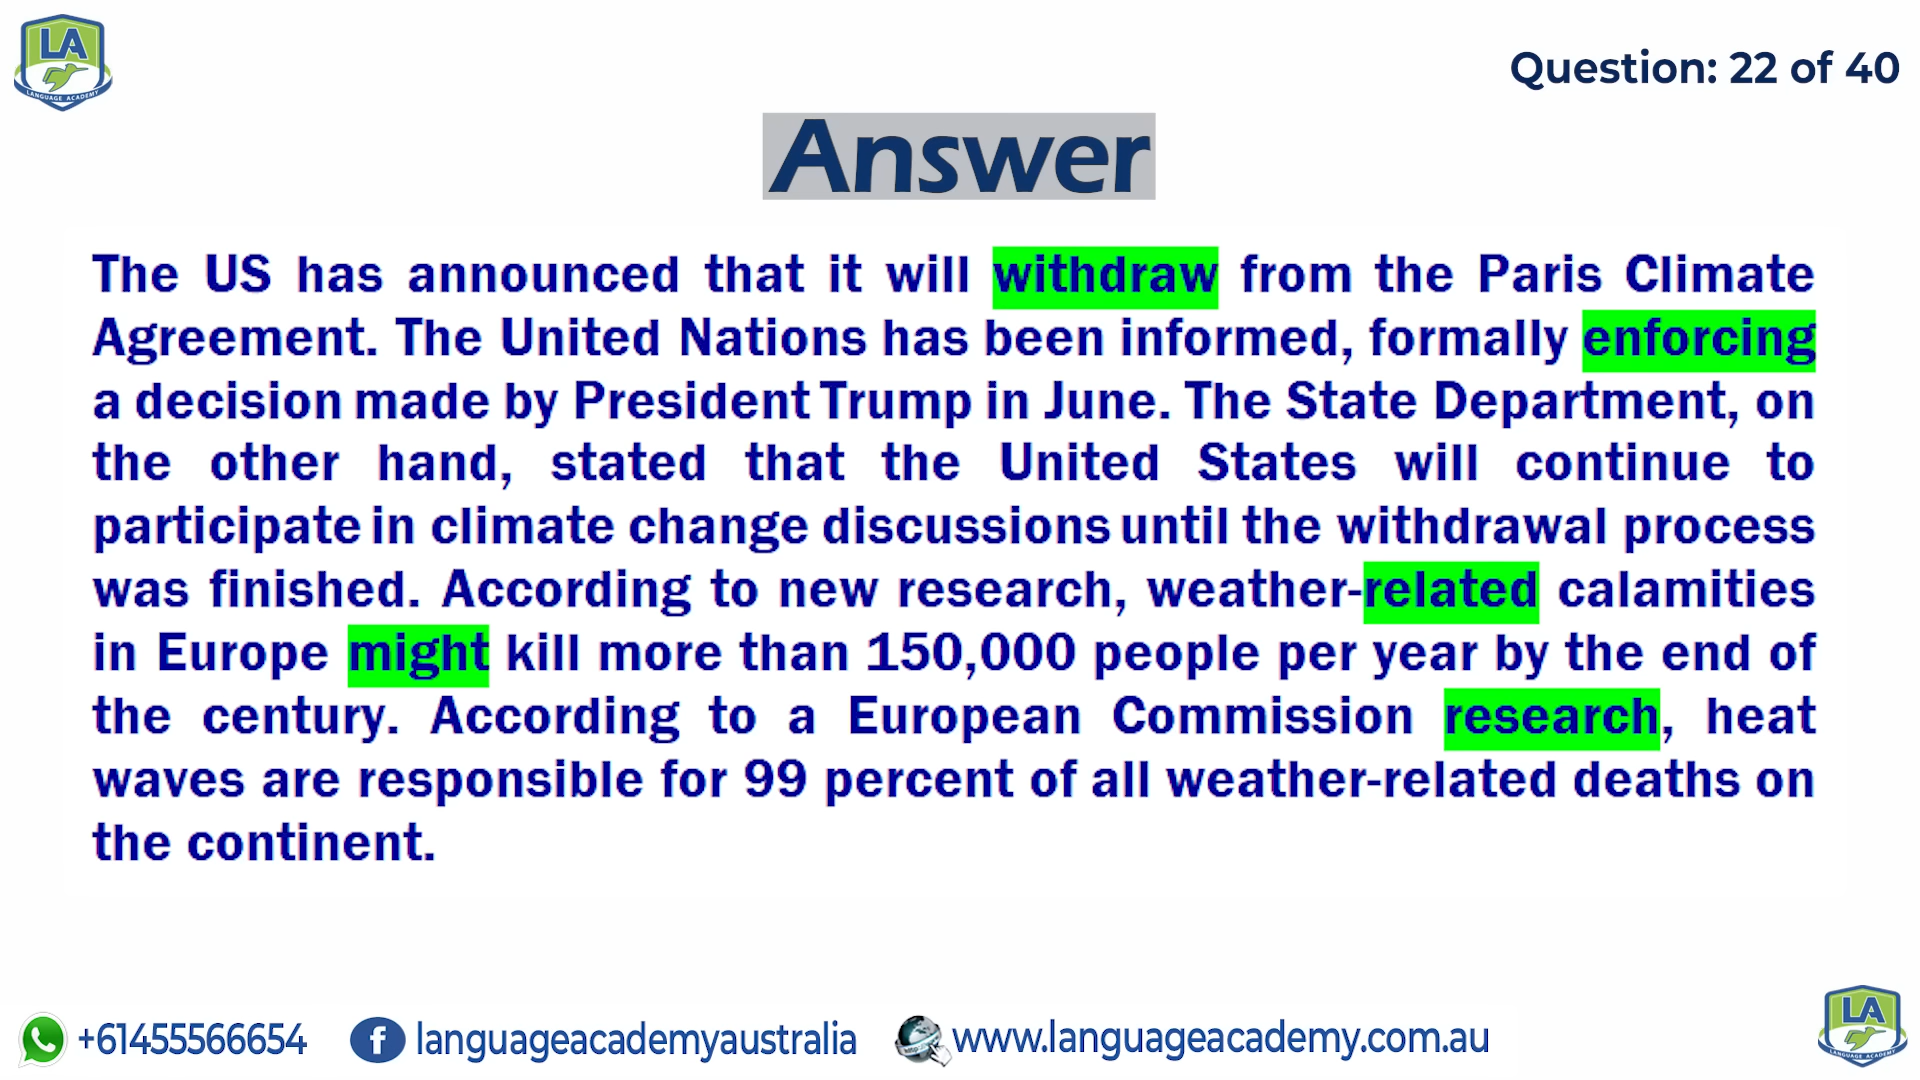 LA
LANGUAGE ACADEMY
Question: 22 of 40
Answer
The US has announced that it will withdraw from the Paris Climate
Agreement. The United Nations has been informed, formally enforcing
a decision made by President Trump in June. The State Department, on
the other hand, stated that the United States will continue to
participate in climate change discussions until the withdrawal process
was finished. According to new research, weather-related calamities
in Europe might kill more than 150,000 people per year by the end of
the century. According to a European Commission research, heat
waves are responsible for 99 percent of all weather-related deaths on
the continent.
+61455566654
f languageacademyaustralia
www.languageacademy.com.au
LA
LANGUAGE ACADEMY